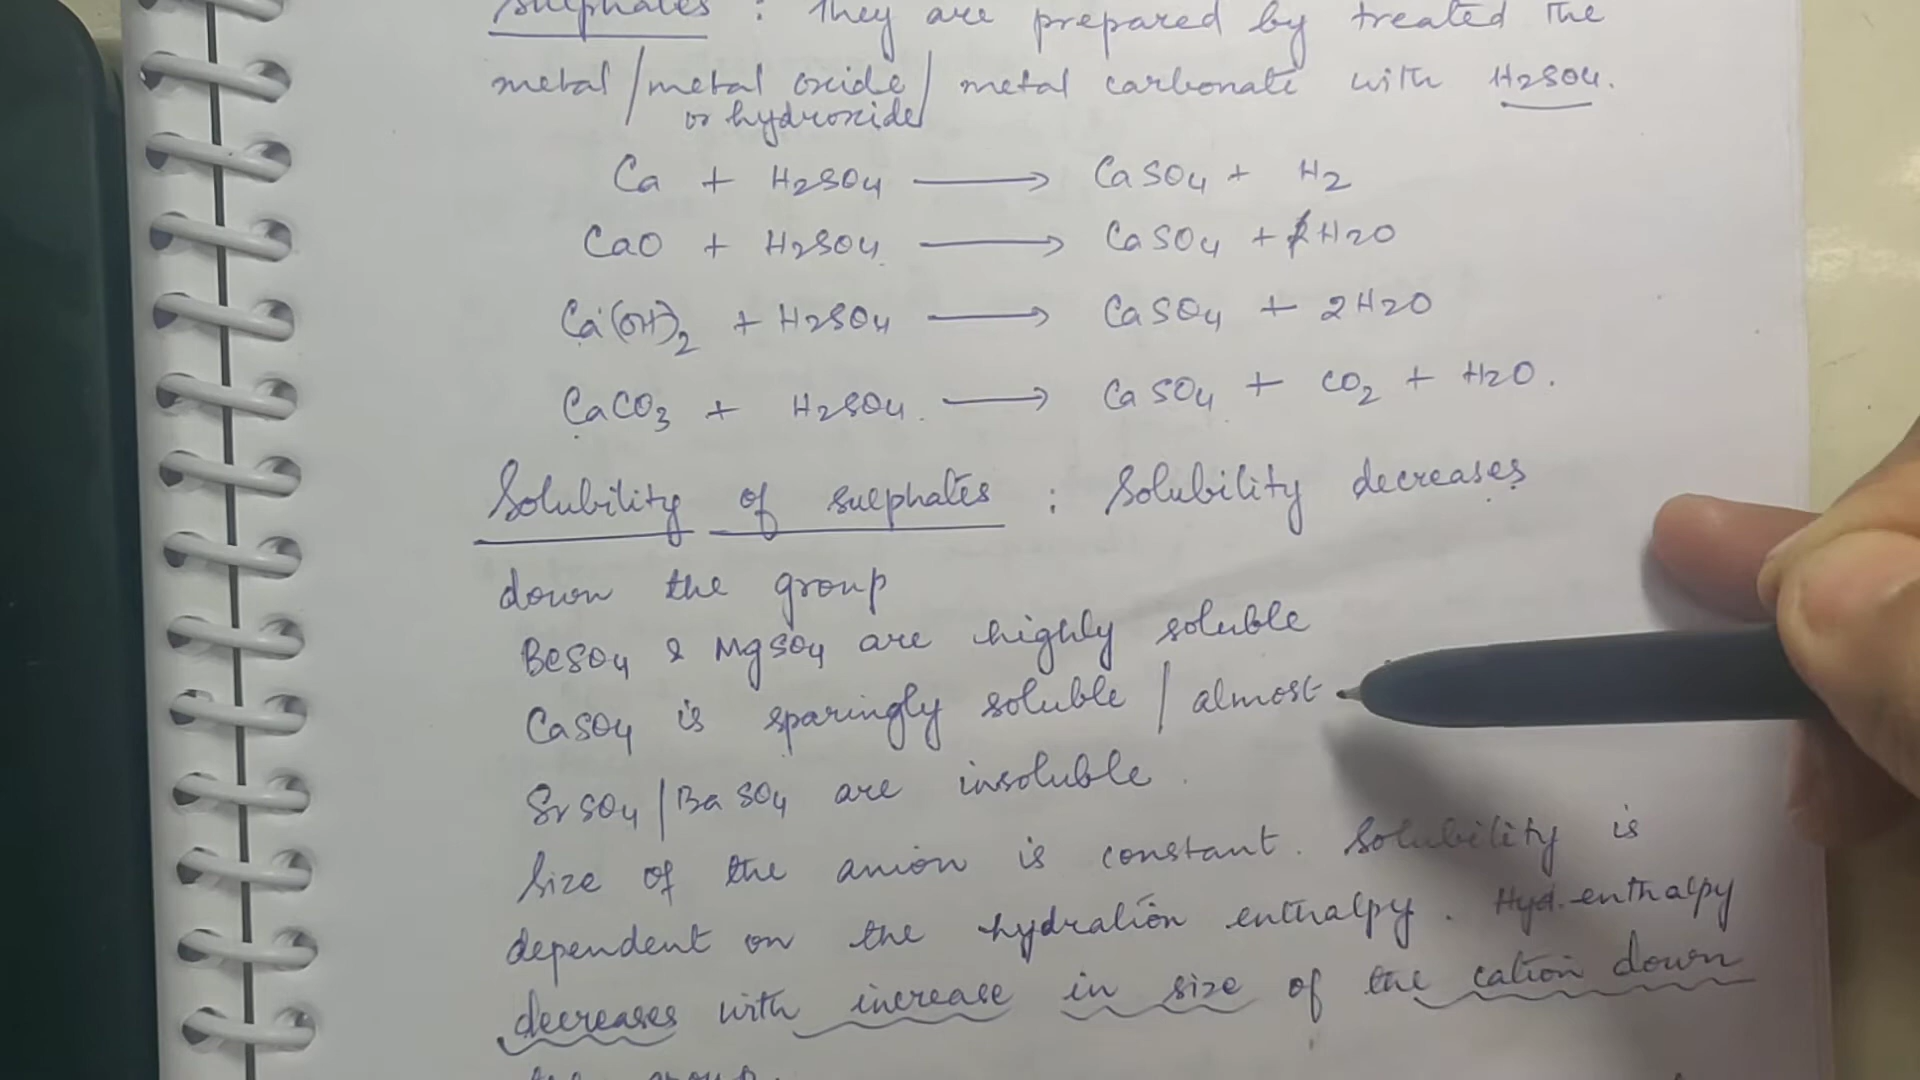 Sulphates : They are prepared by treated the
metal / metal oxide / metal carbonate with H2SO4.
or hydroxide
Ca + H2SO4 ⟶ CaSO4 + H2
CaO + H2SO4 ⟶ CaSO4 + H2O
Ca(OH)2 + H2SO4 ⟶ CaSO4 + 2H2O
CaCO3 + H2SO4 ⟶ CaSO4 + CO2 + H2O.
Solubility of sulphates : Solubility decreases
down the group
BeSO4 & MgSO4 are highly soluble
CaSO4 is sparingly soluble / almost
SrSO4 / BaSO4 are insoluble.
Size of the anion is constant. Solubility is
dependent on the hydration enthalpy. Hyd. enthalpy
decreases with increase in size of the cation down
the group.